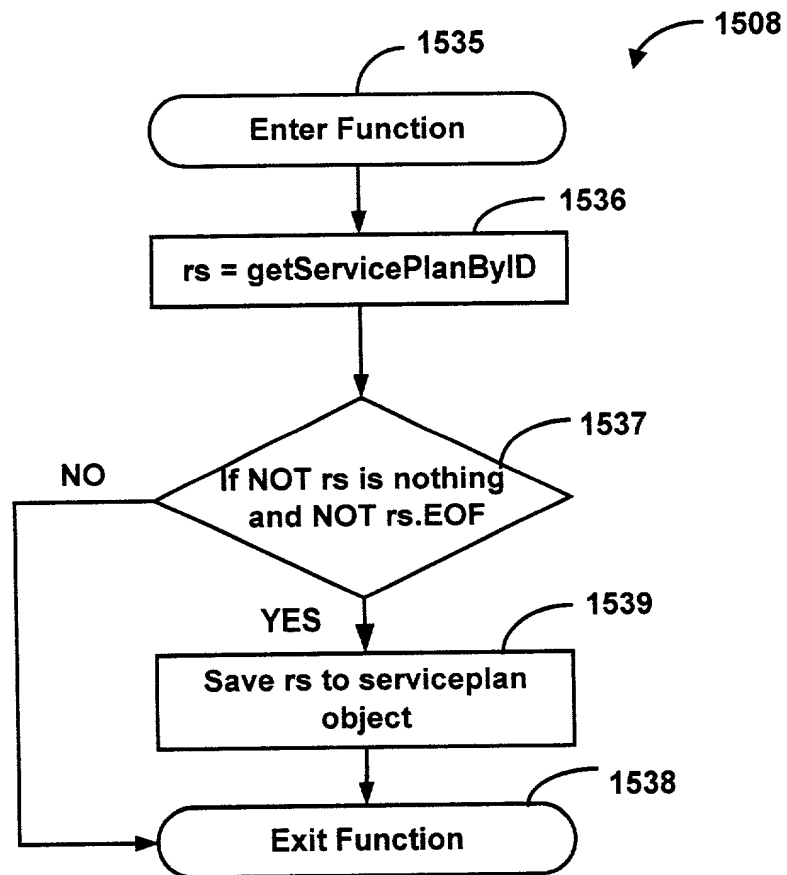 1508
1535
Enter Function
1536
rs = getServicePlanByID
1537
NO
If NOT rs is nothing
and NOT rs.EOF
YES
1539
Save rs to serviceplan
object
1538
Exit Function